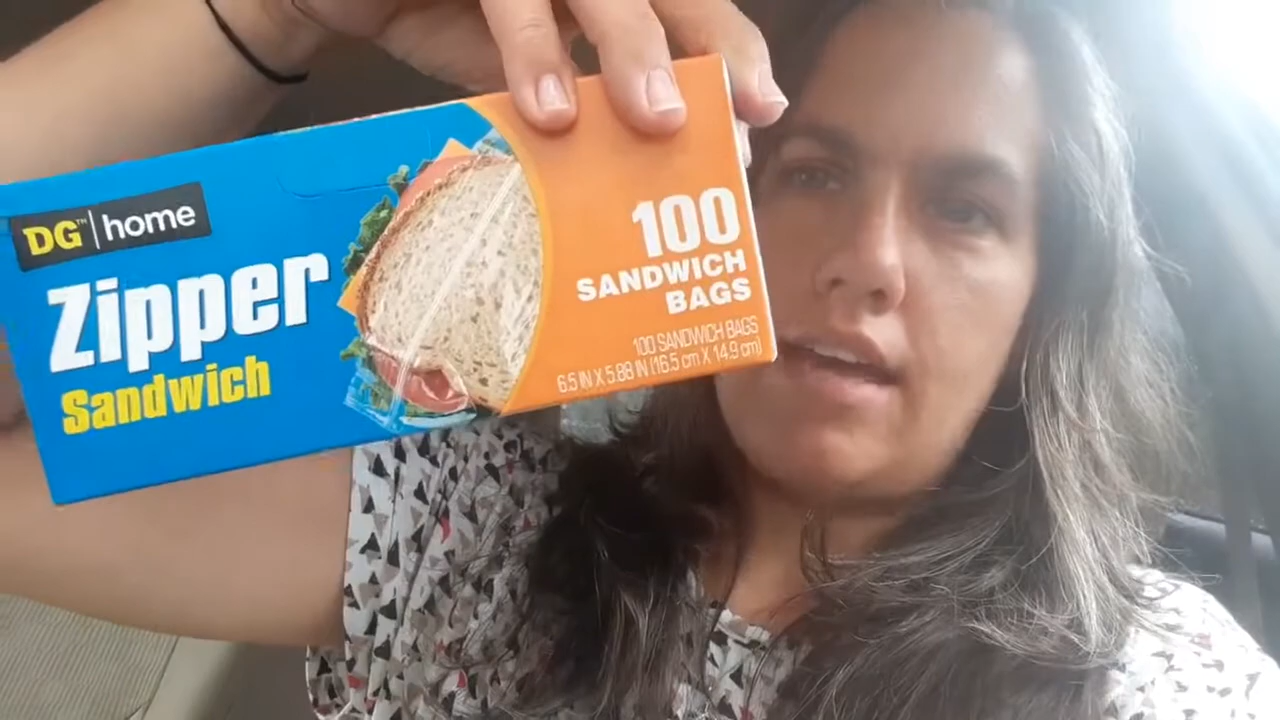 DG™ | home
Zipper
Sandwich
100
SANDWICH
BAGS
100 SANDWICH BAGS
6.5 IN X 5.88 IN (16.5 cm X 14.9 cm)